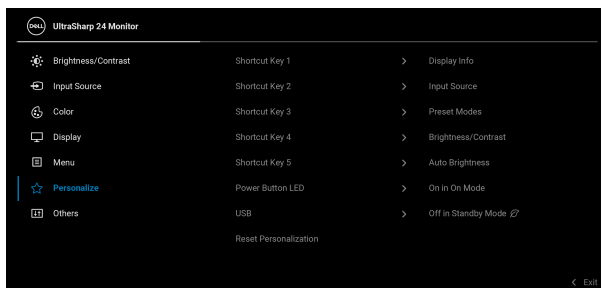 DELL UltraSharp 24 Monitor
Brightness/Contrast Shortcut Key 1 > Display Info
Input Source Shortcut Key 2 > Input Source
Color Shortcut Key 3 > Preset Modes
Display Shortcut Key 4 > Brightness/Contrast
Menu Shortcut Key 5 > Auto Brightness
Personalize Power Button LED > On in On Mode
Others USB > Off in Standby Mode
Reset Personalization
< Exit